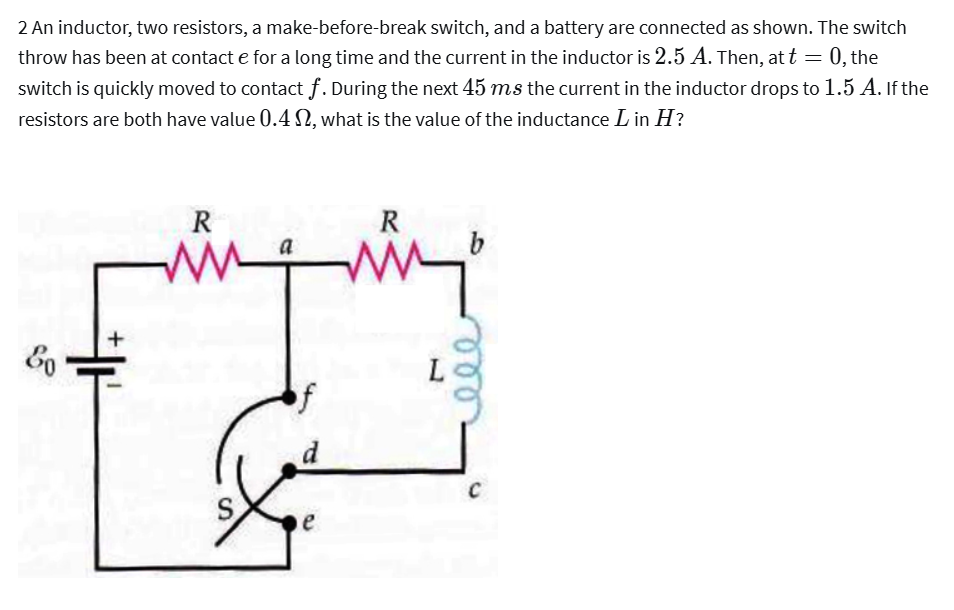 2 An inductor, two resistors, a make-before-break switch, and a battery are connected as shown. The switch
throw has been at contact e for a long time and the current in the inductor is 2.5 A. Then, at t = 0, the
switch is quickly moved to contact f. During the next 45 ms the current in the inductor drops to 1.5 A. If the
resistors are both have value 0.4 Ω, what is the value of the inductance L in H?
R
R
a
b
+
ℰ0
−
L
f
d
c
S
e